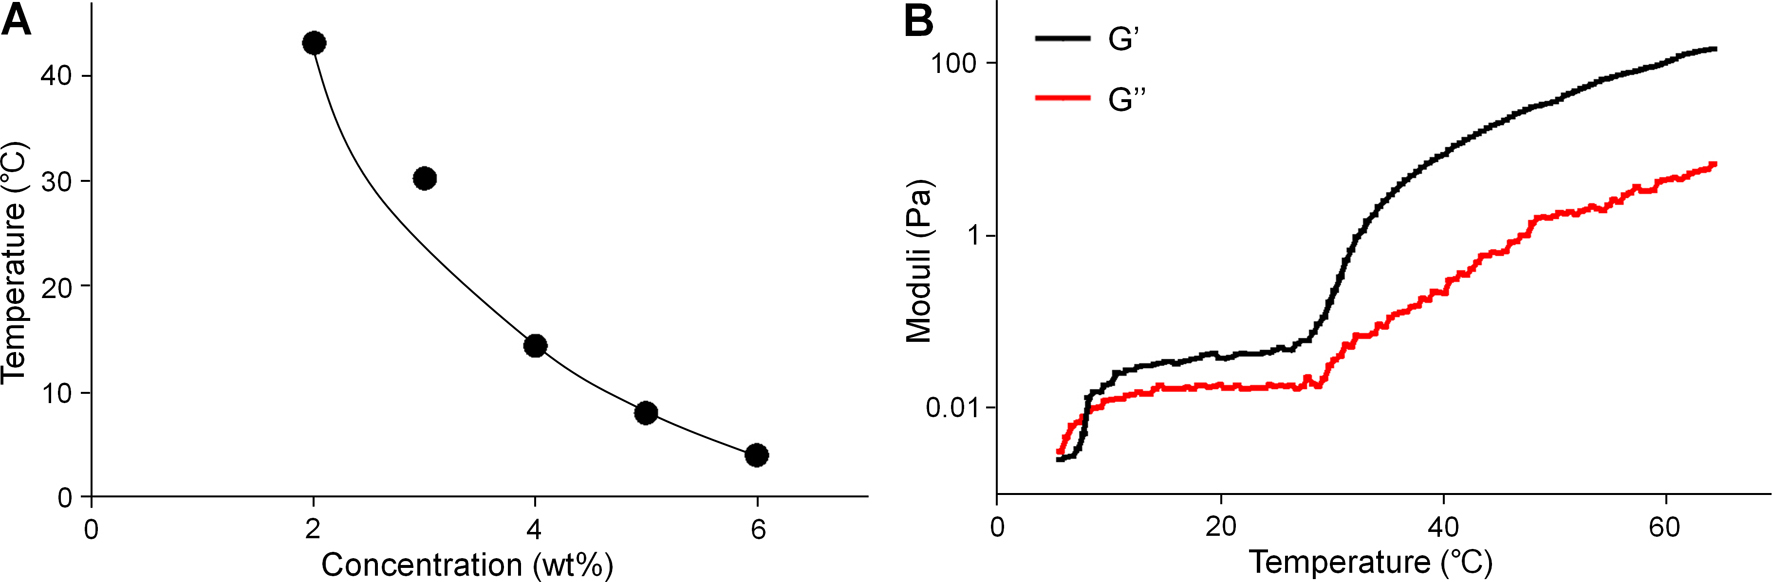 A
40
30
20
10
0
0
2
4
6
Temperature (°C)
Concentration (wt%)
B
G’
G’’
100
1
0.01
0
20
40
60
Moduli (Pa)
Temperature (°C)